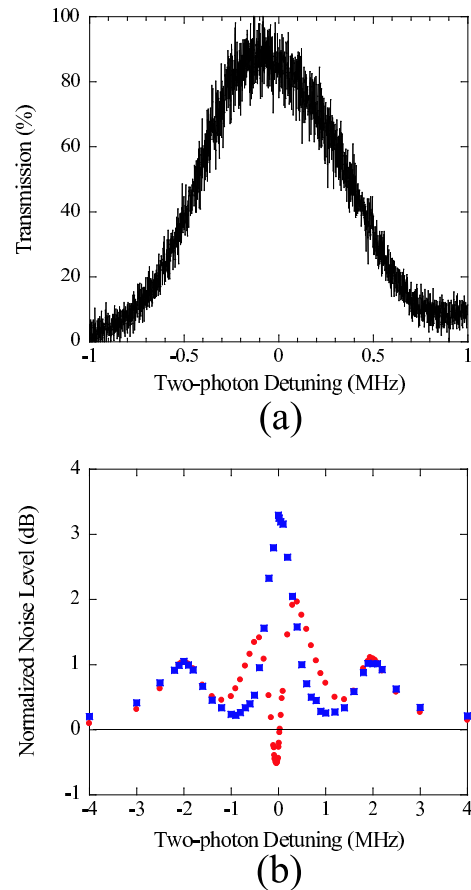 100
80
60
40
20
0
Transmission (%)
-1 -0.5 0 0.5 1
Two-photon Detuning (MHz)
(a)
4
3
2
1
0
-1
Normalized Noise Level (dB)
-4 -3 -2 -1 0 1 2 3 4
Two-photon Detuning (MHz)
(b)